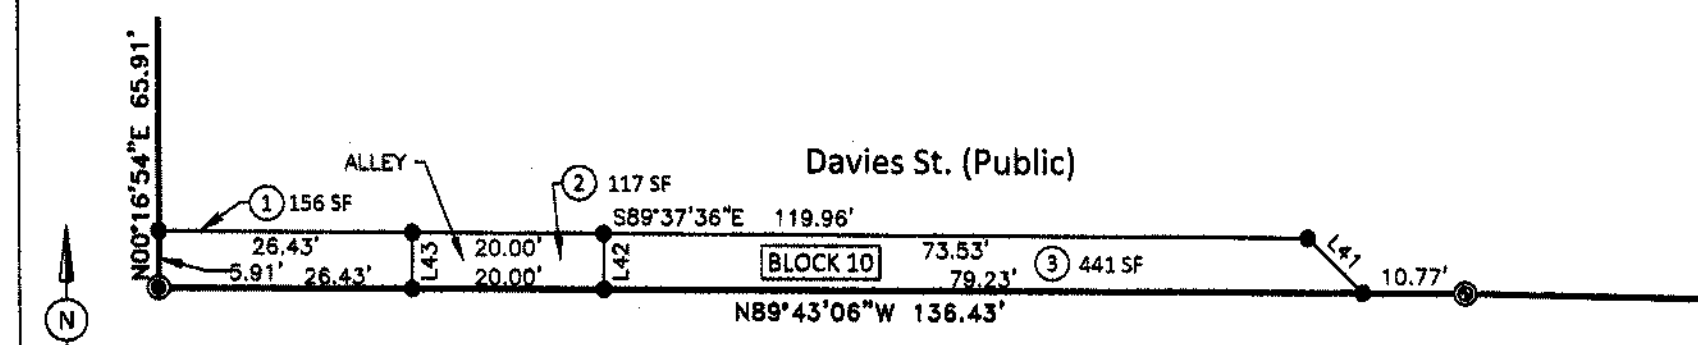 N00°16'54"E 65.91'
ALLEY
Davies St. (Public)
1 156 SF
2 117 SF
S89°37'36"E 119.96'
26.43'
20.00'
73.53'
L41
5.91'
26.43'
L43
20.00'
L42
BLOCK 10
79.23'
3 441 SF
10.77'
N89°43'06"W 136.43'
N